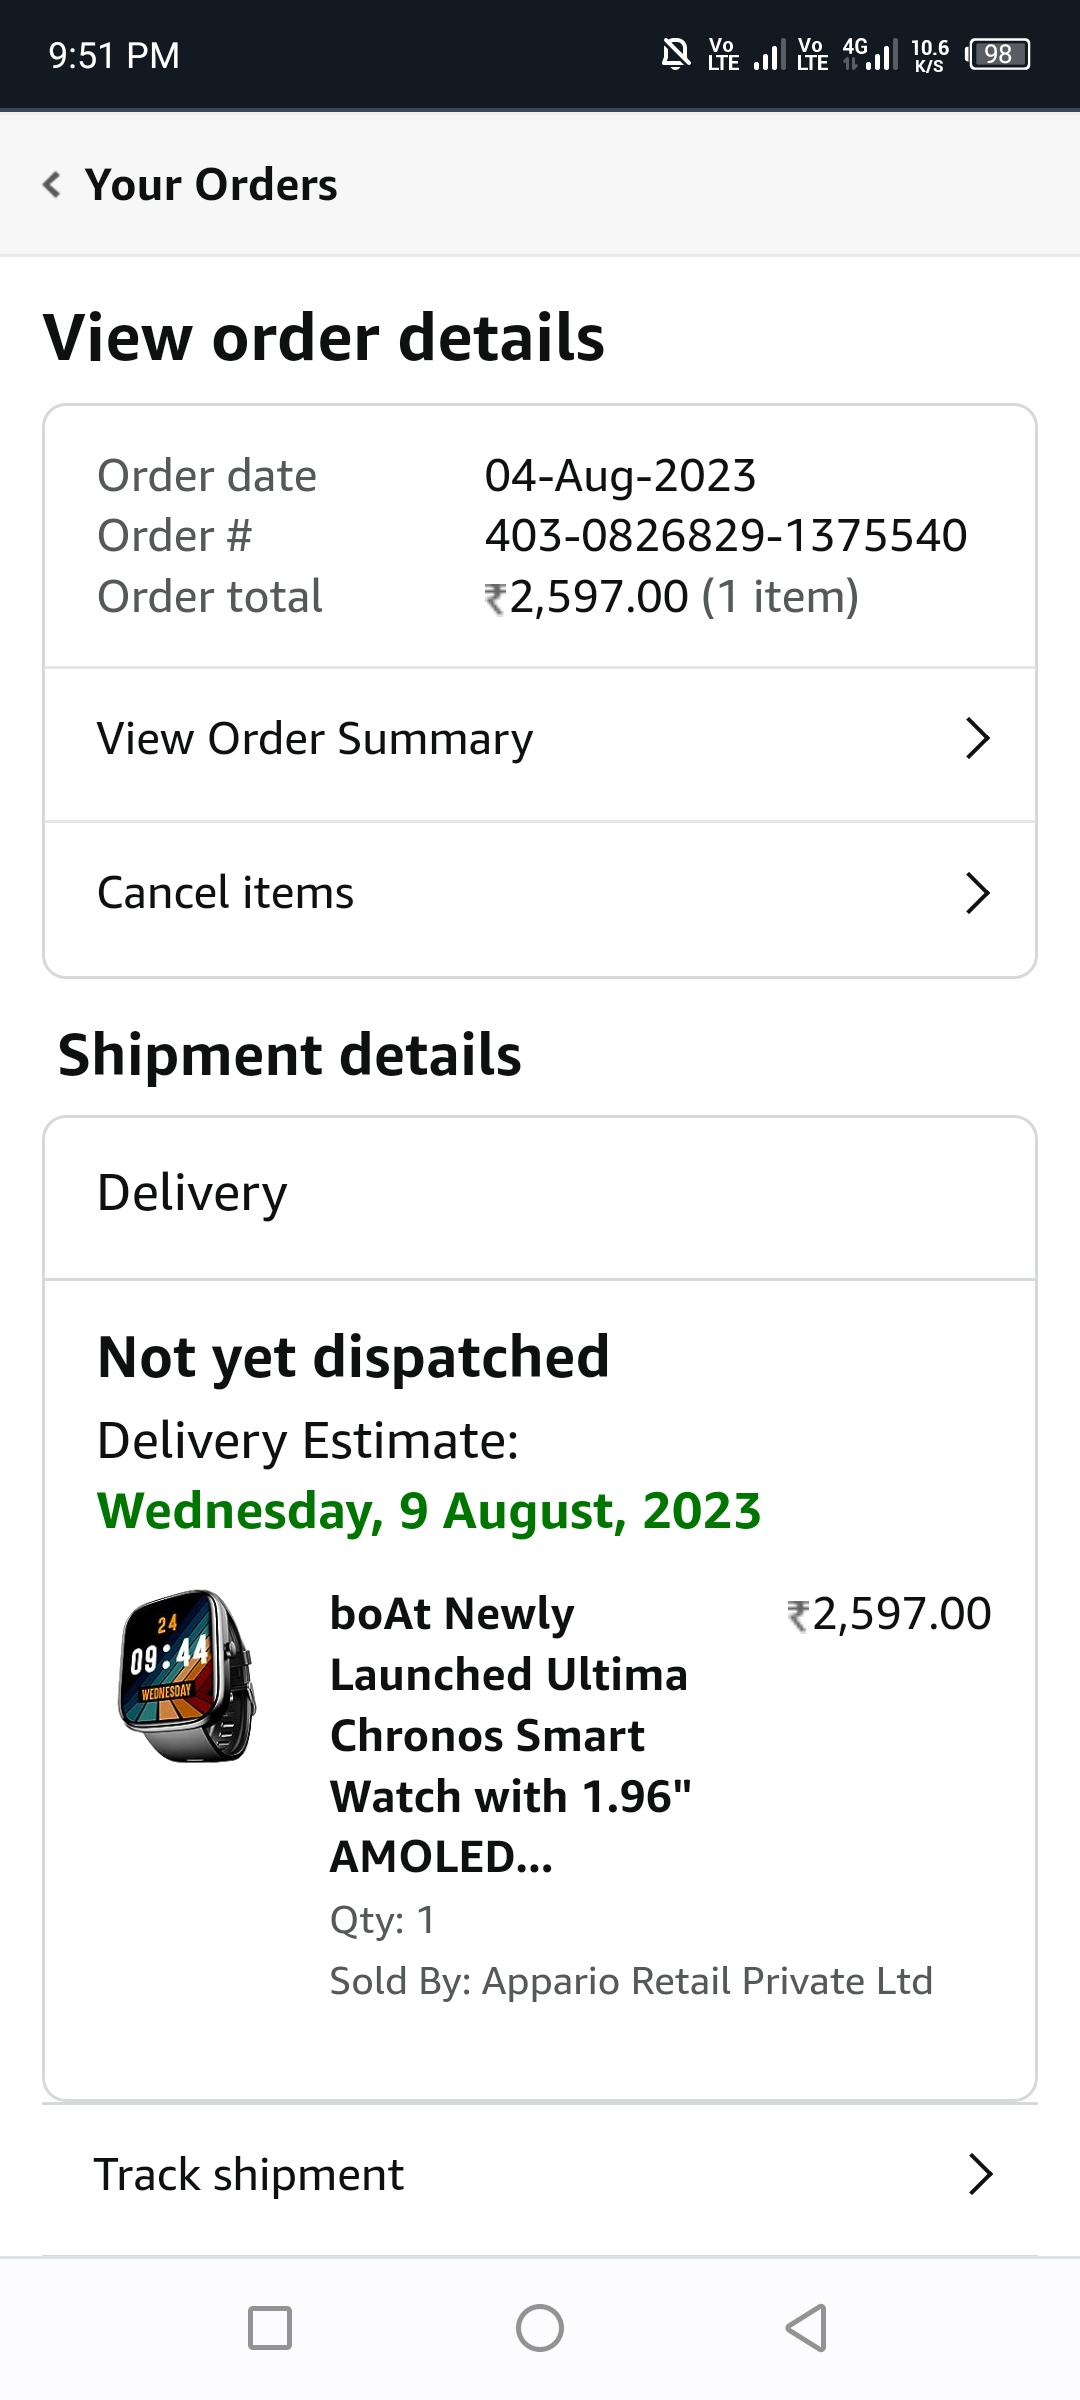 9:51 PM
Vo LTE Vo LTE 4G 10.6 K/S 98
Your Orders
View order details
Order date 04-Aug-2023
Order # 403-0826829-1375540
Order total ₹2,597.00 (1 item)
View Order Summary
Cancel items
Shipment details
Delivery
Not yet dispatched
Delivery Estimate:
Wednesday, 9 August, 2023
24
09:44
WEDNESDAY
boAt Newly ₹2,597.00
Launched Ultima
Chronos Smart
Watch with 1.96"
AMOLED...
Qty: 1
Sold By: Appario Retail Private Ltd
Track shipment